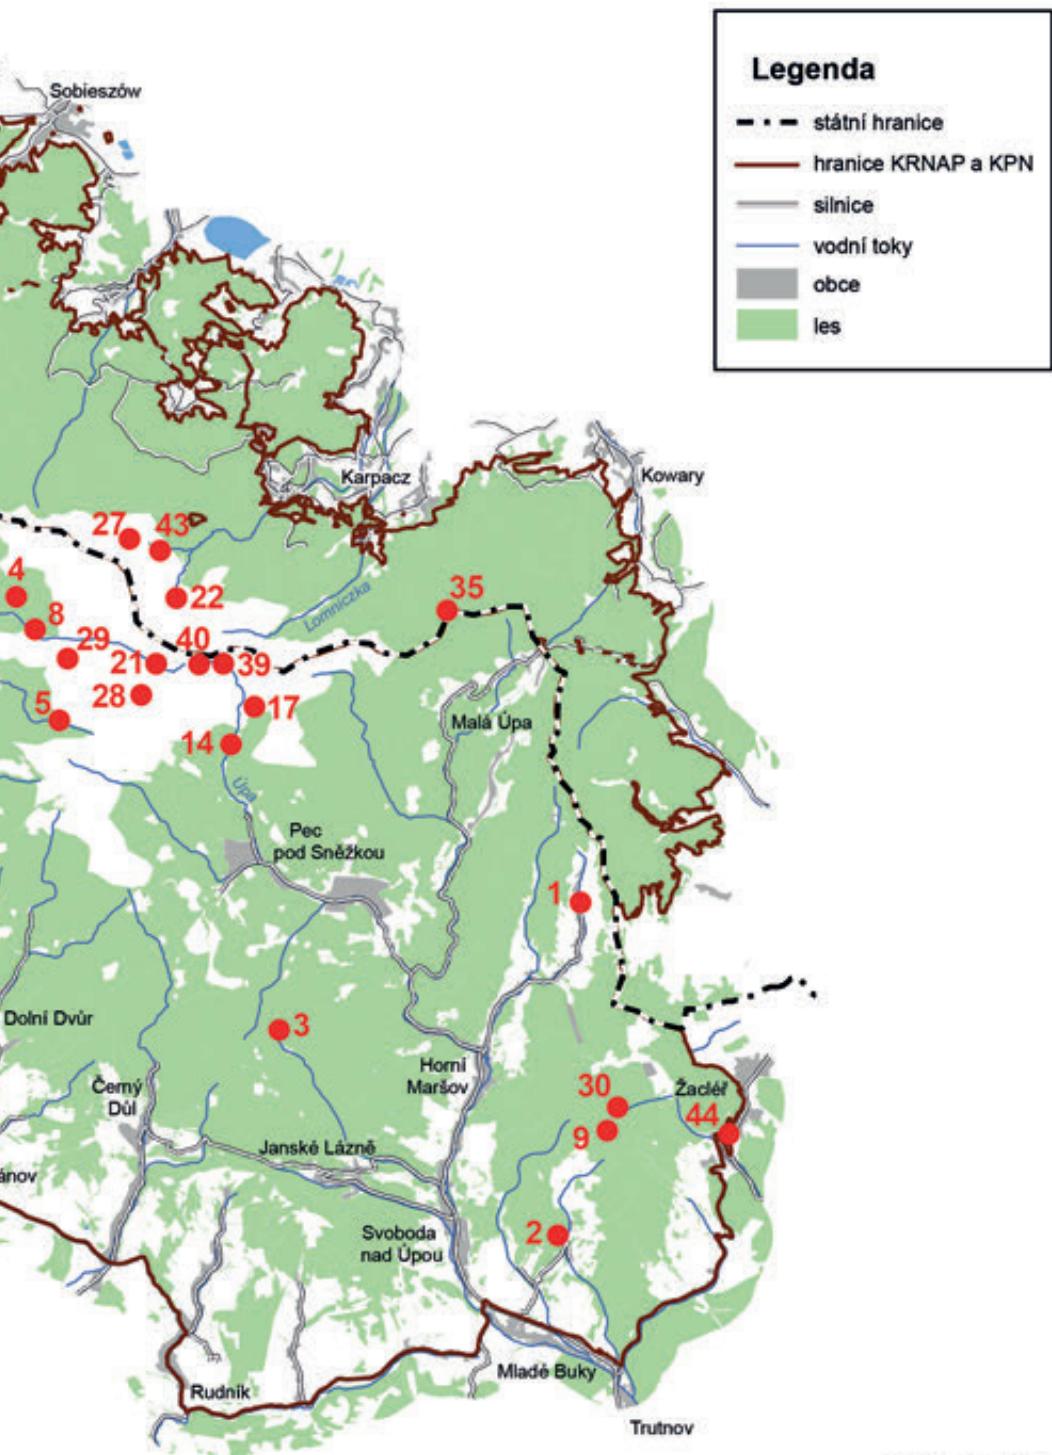 Legenda
státní hranice
hranice KRNAP a KPN
silnice
vodní toky
obce
les
Sobieszów
Karpacz
Kowary
27
43
4
22
35
8
Lomniczka
29
40
21
39
28
5
17
Malá Úpa
14
Úpa
Pec
pod Sněžkou
1
Dolní Dvůr
3
Horní
Maršov
Černý
Důl
30
Žacléř
44
9
Janské Lázně
ánov
2
Svoboda
nad Úpou
Mladé Buky
Rudník
Trutnov